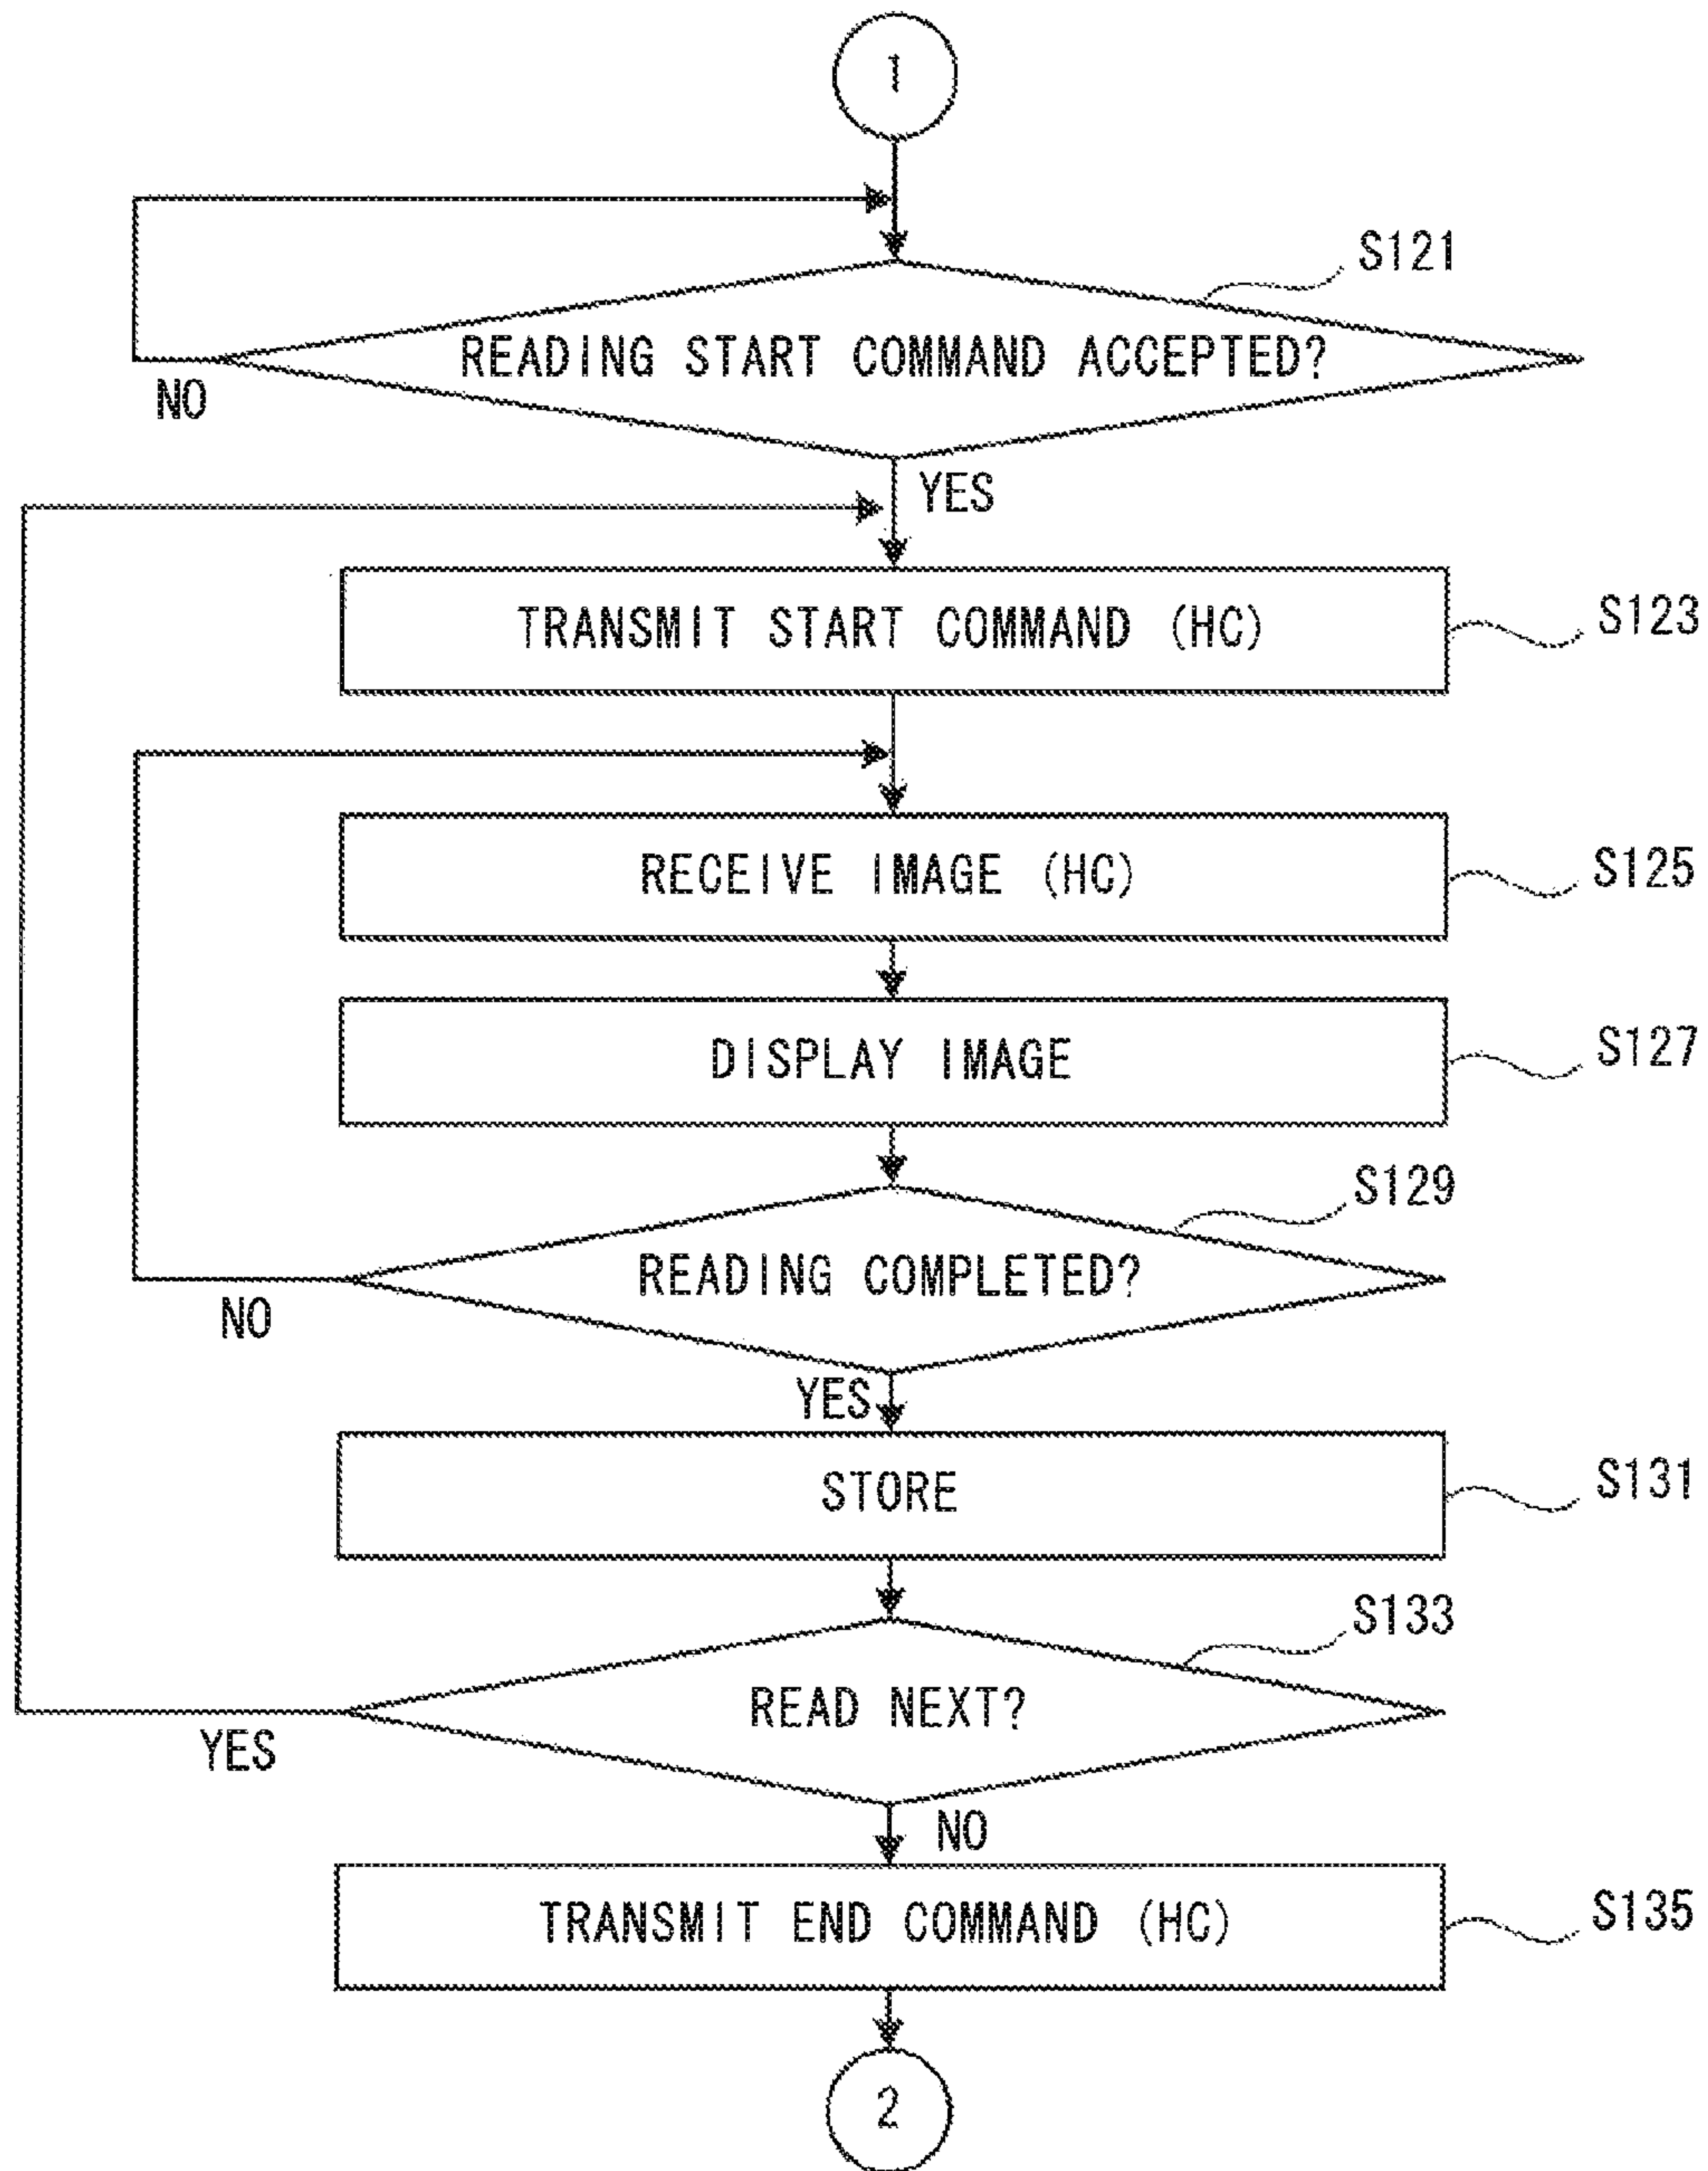 1
S121
READING START COMMAND ACCEPTED?
NO
YES
TRANSMIT START COMMAND (HC)
S123
RECEIVE IMAGE (HC)
S125
DISPLAY IMAGE
S127
S129
READING COMPLETED?
NO
YES
STORE
S131
S133
READ NEXT?
YES
NO
TRANSMIT END COMMAND (HC)
S135
2